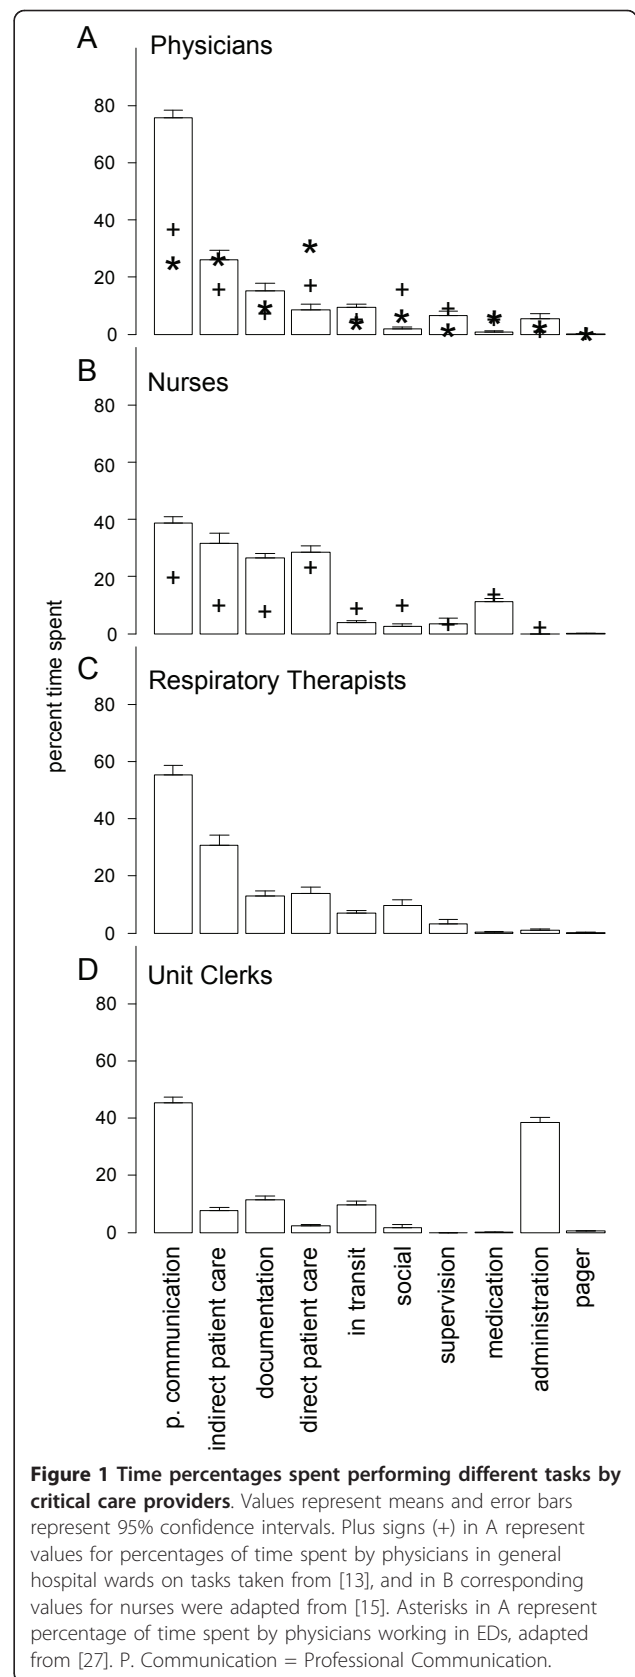 A Physicians
80
60
40
20
0
B Nurses
80
60
40
20
0
percent time spent
C Respiratory Therapists
80
60
40
20
0
D Unit Clerks
80
60
40
20
0
p. communication
indirect patient care
documentation
direct patient care
in transit
social
supervision
medication
administration
pager
Figure 1 Time percentages spent performing different tasks by
critical care providers. Values represent means and error bars
represent 95% confidence intervals. Plus signs (+) in A represent
values for percentages of time spent by physicians in general
hospital wards on tasks taken from [13], and in B corresponding
values for nurses were adapted from [15]. Asterisks in A represent
percentage of time spent by physicians working in EDs, adapted
from [27]. P. Communication = Professional Communication.